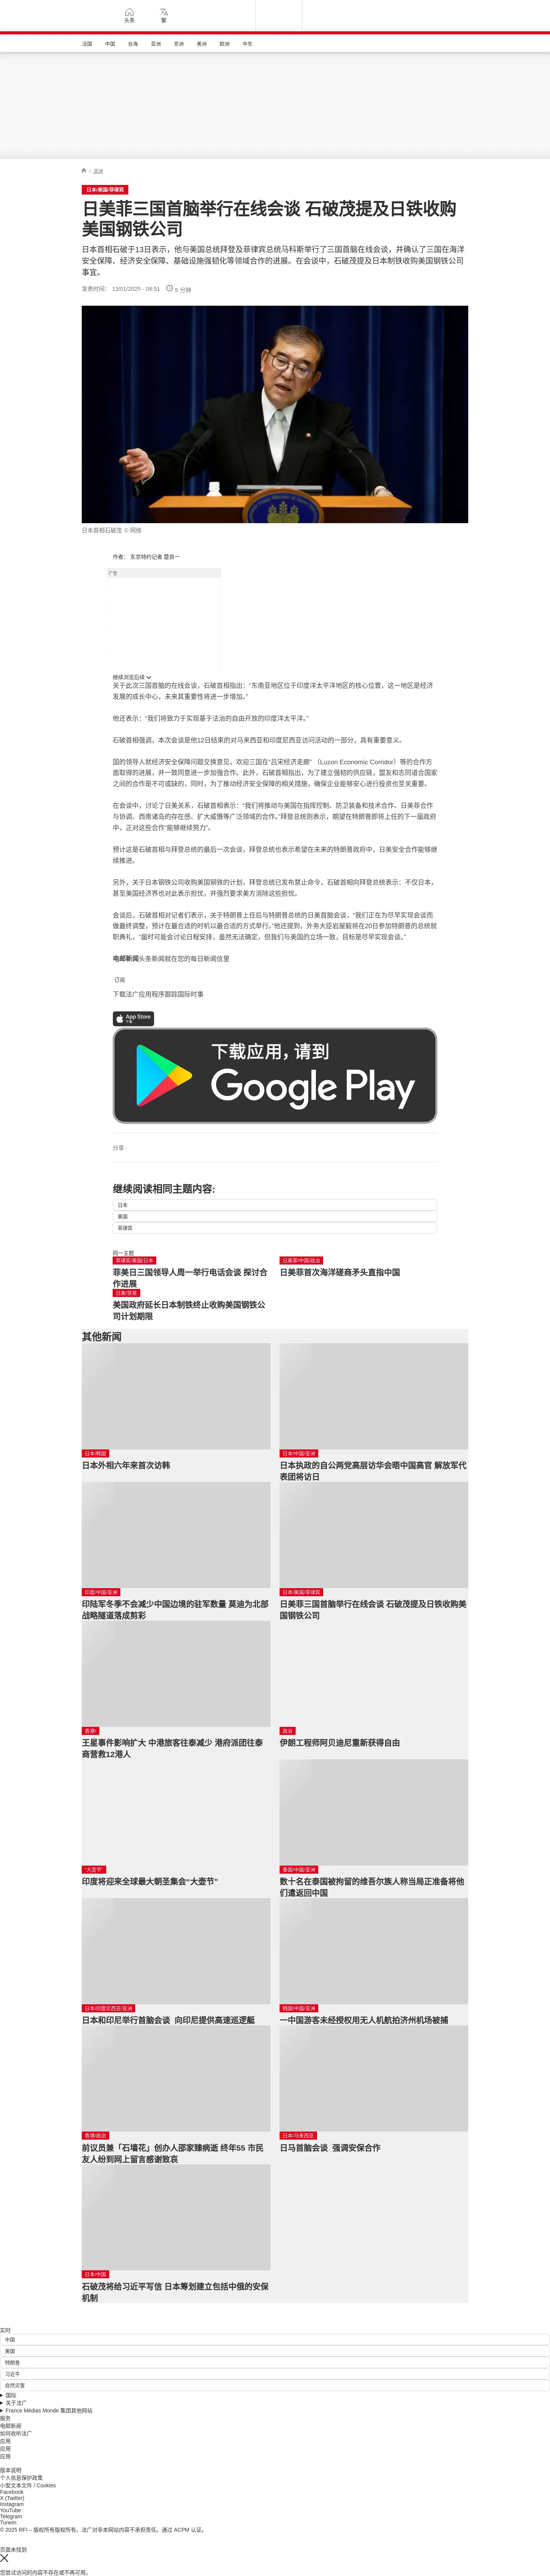 头条
繁
法国
中国
台海
亚洲
非洲
美洲
欧洲
中东
/ 亚洲
日本/美国/菲律宾
日美菲三国首脑举行在线会谈 石破茂提及日铁收购
美国钢铁公司
日本首相石破于13日表示，他与美国总统拜登及菲律宾总统马科斯举行了三国首脑在线会谈，并确认了三国在海洋
安全保障、经济安全保障、基础设施强韧化等领域合作的进展。在会谈中，石破茂提及日本制铁收购美国钢铁公司
事宜。
发表时间： 13/01/2025 - 08:51
5 分钟
日本首相石破茂 © 网络
作者： 东京特约记者 楚良一
广告
继续浏览后续
关于此次三国首脑的在线会谈，石破首相指出：“东南亚地区位于印度洋太平洋地区的核心位置，这一地区是经济
发展的成长中心，未来其重要性将进一步增加。”
他还表示：“我们将致力于实现基于法治的自由开放的印度洋太平洋。”
石破首相强调，本次会谈是他12日结束的对马来西亚和印度尼西亚访问活动的一部分，具有重要意义。
国的领导人就经济安全保障问题交换意见，欢迎三国在“吕宋经济走廊” （Luzon Economic Corridor）等的合作方
面取得的进展，并一致同意进一步加强合作。此外，石破首相指出，为了建立强韧的供应链，盟友和志同道合国家
之间的合作是不可或缺的，同时，为了推动经济安全保障的相关措施，确保企业能够安心进行投资也至关重要。
在会谈中，讨论了日美关系，石破首相表示：“我们将推动与美国在指挥控制、防卫装备和技术合作、日美菲合作
与协调、西南诸岛的存在感、扩大威慑等广泛领域的合作。”拜登总统则表示，期望在特朗普即将上任的下一届政府
中，正对这些合作“能够继续努力”。
预计这是石破首相与拜登总统的最后一次会谈，拜登总统也表示希望在未来的特朗普政府中，日美安全合作能够继
续推进。
另外，关于日本钢铁公司收购美国钢铁的计划，拜登总统已发布禁止命令，石破首相向拜登总统表示：不仅日本，
甚至美国经济界也对此表示担忧，并强烈要求美方消除这些担忧。
会谈后，石破首相对记者们表示，关于特朗普上任后与特朗普总统的日美首脑会谈，“我们正在为尽早实现会谈而
做最终调整，预计在最合适的时机以最合适的方式举行。”他还提到，外务大臣岩屋毅将在20日参加特朗普的总统就
职典礼，“届时可能会讨论日程安排，虽然无法确定，但我们与美国的立场一致，目标是尽早实现会谈。”
电邮新闻头条新闻就在您的每日新闻信里
订阅
下载法广应用程序跟踪国际时事
App Store
下载
下载应用，请到
Google Play
分享 :
继续阅读相同主题内容:
日本
美国
菲律宾
同一主题
菲律宾/美国/日本
菲美日三国领导人周一举行电话会谈 探讨合
作进展
日美菲/中国/政治
日美菲首次海洋磋商矛头直指中国
日美/贸易
美国政府延长日本制铁终止收购美国钢铁公
司计划期限
其他新闻
日本/韩国
日本外相六年来首次访韩
日本/中国/亚洲
日本执政的自公两党高层访华会晤中国高官 解放军代
表团将访日
印度/中国/亚洲
印陆军冬季不会减少中国边境的驻军数量 莫迪为北部
战略隧道落成剪彩
日本/美国/菲律宾
日美菲三国首脑举行在线会谈 石破茂提及日铁收购美
国钢铁公司
香港/
王星事件影响扩大 中港旅客往泰减少 港府派团往泰
商营救12港人
政治
伊朗工程师阿贝迪尼重新获得自由
“大壶节”
印度将迎来全球最大朝圣集会“大壶节”
泰国/中国/亚洲
数十名在泰国被拘留的维吾尔族人称当局正准备将他
们遣返回中国
日本/印度尼西亚/亚洲
日本和印尼举行首脑会谈 向印尼提供高速巡逻艇
韩国/中国/亚洲
一中国游客未经授权用无人机航拍济州机场被捕
香港/政治
前议员兼「石墙花」创办人邵家臻病逝 终年55 市民
友人纷到网上留言感谢致哀
日本/马来西亚
日马首脑会谈 强调安保合作
日本/中国
石破茂将给习近平写信 日本筹划建立包括中俄的安保
机制
实时
中国
美国
特朗普
习近平
自然灾害
国际
关于法广
France Médias Monde 集团其他网站
服务
电邮新闻
如何收听法广
应用
应用
应用
版本说明
个人信息保护政策
小型文本文件 / Cookies
Facebook
X (Twitter)
Instagram
YouTube
Telegram
TuneIn
© 2025 RFI – 版权所有版权所有。法广对非本网站内容不承担责任。通过 ACPM 认证。
页面未找到
您尝试访问的内容不存在或不再可用。